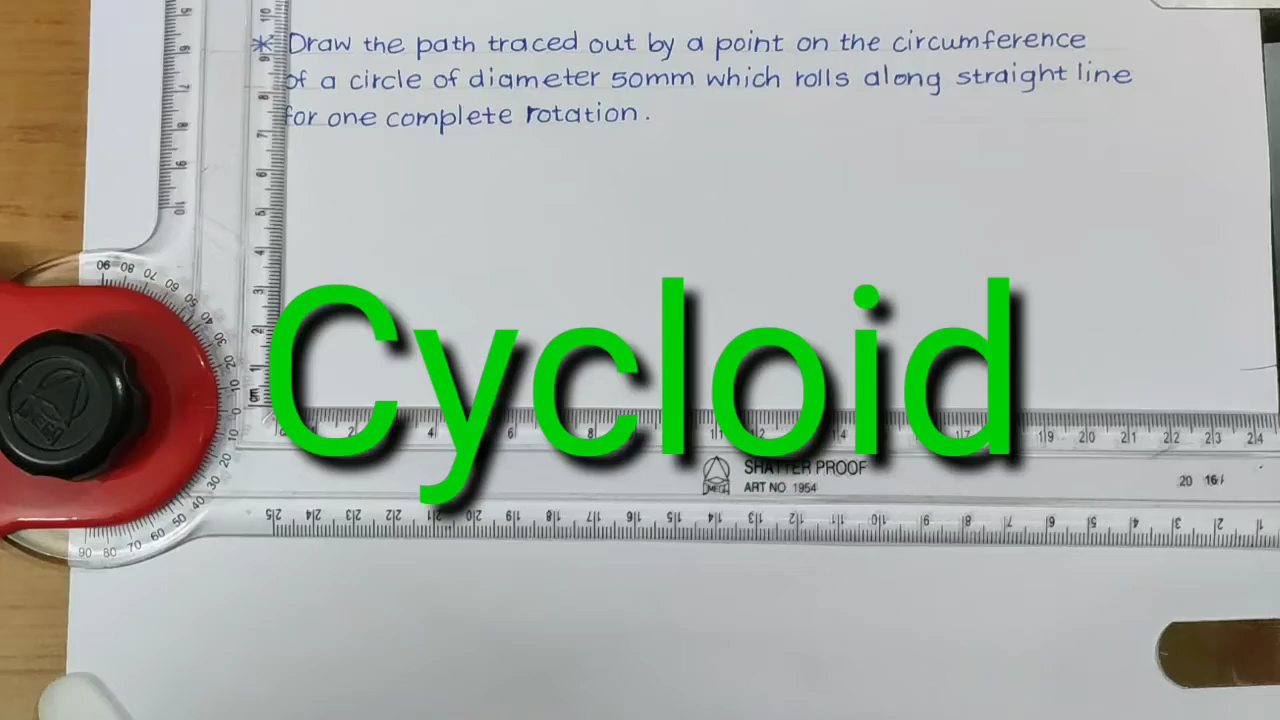 * Draw the path traced out by a point on the circumference
of a circle of diameter 50mm which rolls along straight line
for one complete rotation.
Cycloid
SHATTER PROOF
ART NO. 1954